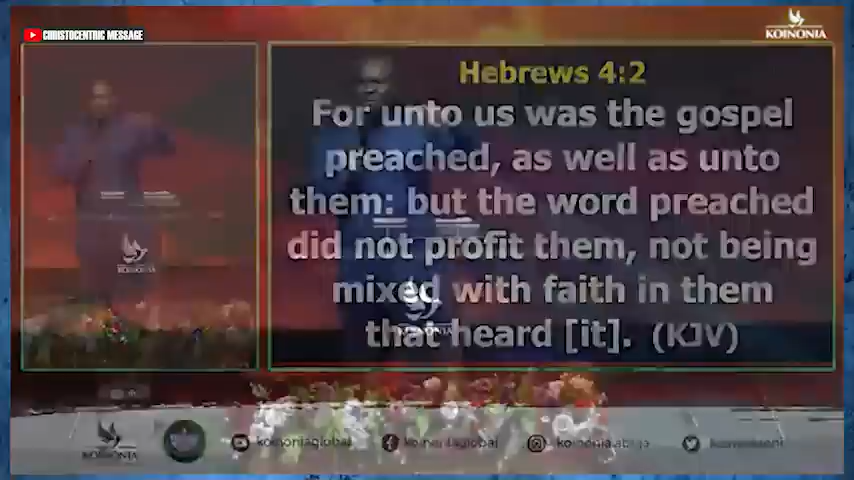 CHRISTOCENTRIC MESSAGE
KOINONIA
Hebrews 4:2
For unto us was the gospel
preached, as well as unto
them: but the word preached
did not profit them, not being
mixed with faith in them
that heard [it]. (KJV)
KOINONIA
KOINONIA
KOINONIA
koinoniaglobal
koinoniaglobal
koinonia.abuja